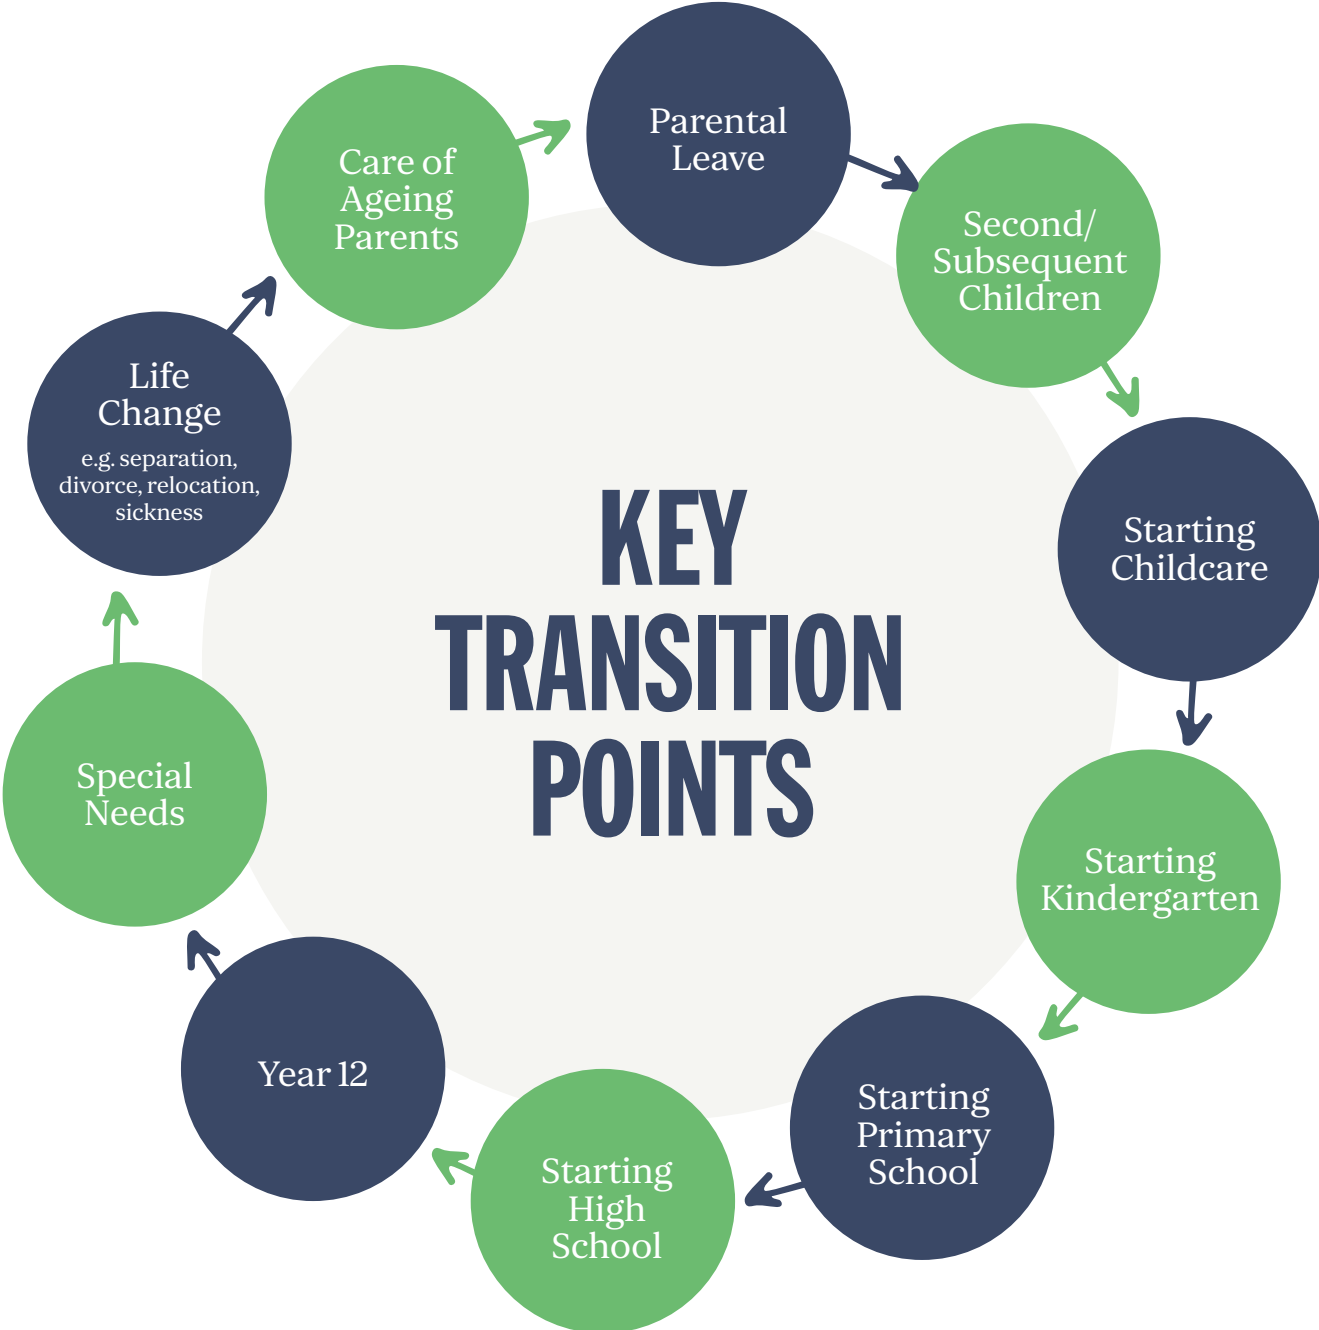 KEY
TRANSITION
POINTS
Parental
Leave
Second/
Subsequent
Children
Starting
Childcare
Starting
Kindergarten
Starting
Primary
School
Starting
High
School
Year 12
Special
Needs
Life
Change
e.g. separation,
divorce, relocation,
sickness
Care of
Ageing
Parents